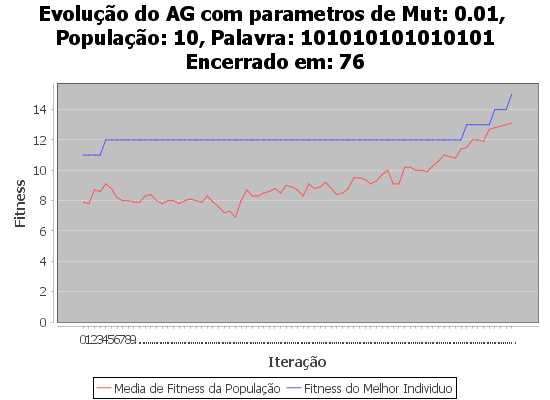 Evolução do AG com parametros de Mut: 0.01,
População: 10, Palavra: 101010101010101
Encerrado em: 76
14
12
10
8
6
4
2
0
Fitness
0123456789
Iteração
Media de Fitness da População
Fitness do Melhor Individuo